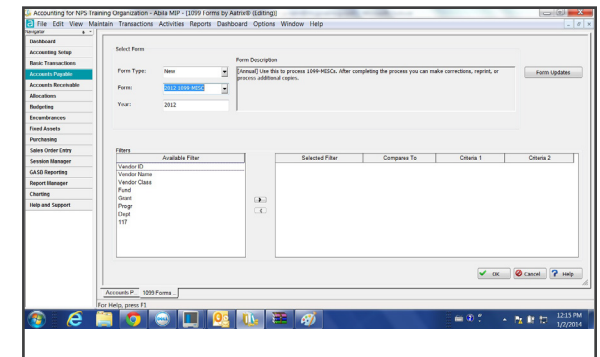 Accounting for NPS Training Organization - Abila MIP - [1099 Forms by Aatrix® (Editing)]
File Edit View Maintain Transactions Activities Reports Dashboard Options Window Help
Navigator
Dashboard
Accounting Setup
Basic Transactions
Accounts Payable
Accounts Receivable
Allocations
Budgeting
Encumbrances
Fixed Assets
Purchasing
Sales Order Entry
Session Manager
GASB Reporting
Report Manager
Charting
Help and Support
Select Form
Form Description
Form Type: New
[Annual] Use this to process 1099-MISCs. After completing the process you can make corrections, reprint, or
process additional copies.
Form Updates
Form: 2012 1099-MISC
Year: 2012
Filters
Available Filter
Selected Filter Compares To Criteria 1 Criteria 2
Vendor ID
Vendor Name
Vendor Class
Fund
Grant
Progr
Dept
117
OK Cancel Help
Accounts P... 1099 Forms ...
For Help, press F1
12:15 PM
1/2/2014